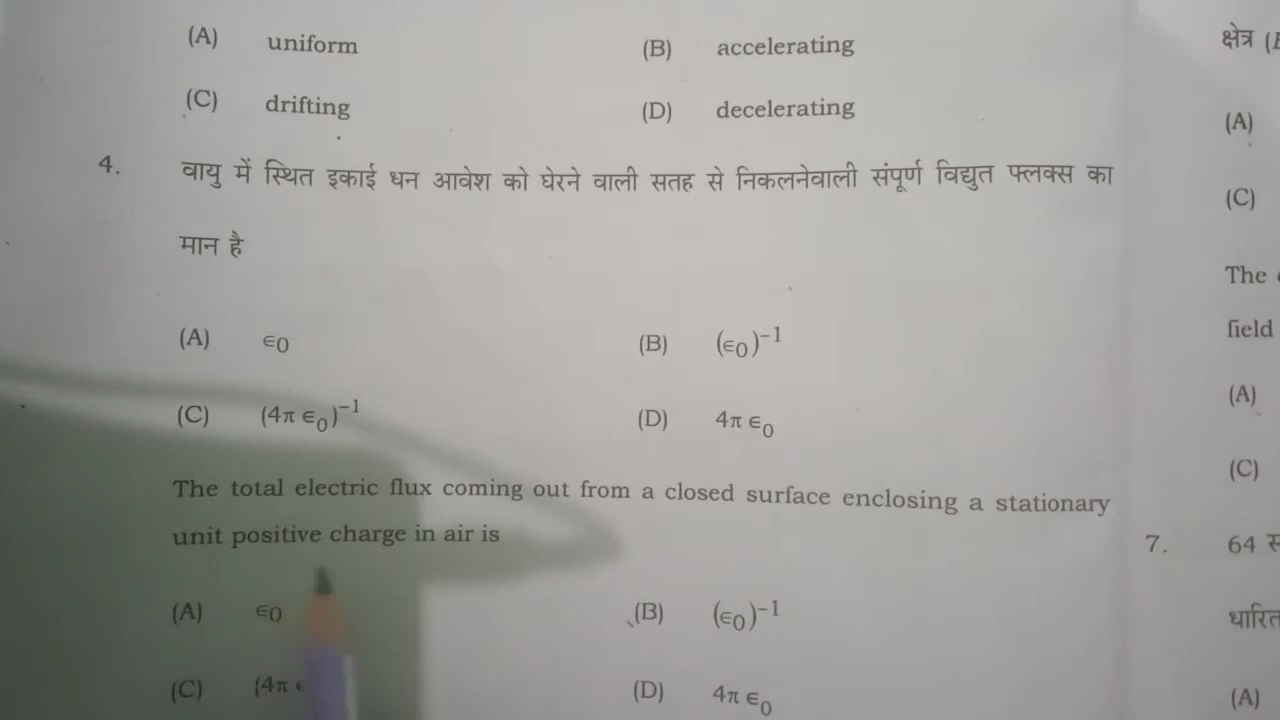 (A) uniform (B) accelerating
(C) drifting (D) decelerating
4. वायु में स्थित इकाई धन आवेश को घेरने वाली सतह से निकलनेवाली संपूर्ण विद्युत फ्लक्स का
मान है
(A) ∈0 (B) (∈0)⁻¹
(C) (4π ∈0)⁻¹ (D) 4π ∈0
The total electric flux coming out from a closed surface enclosing a stationary
unit positive charge in air is
(A) ∈0 (B) (∈0)⁻¹
(C) (4π ∈ (D) 4π ∈0
क्षेत्र
(A)
(C)
The
field
(A)
(C)
7. 64
(A)